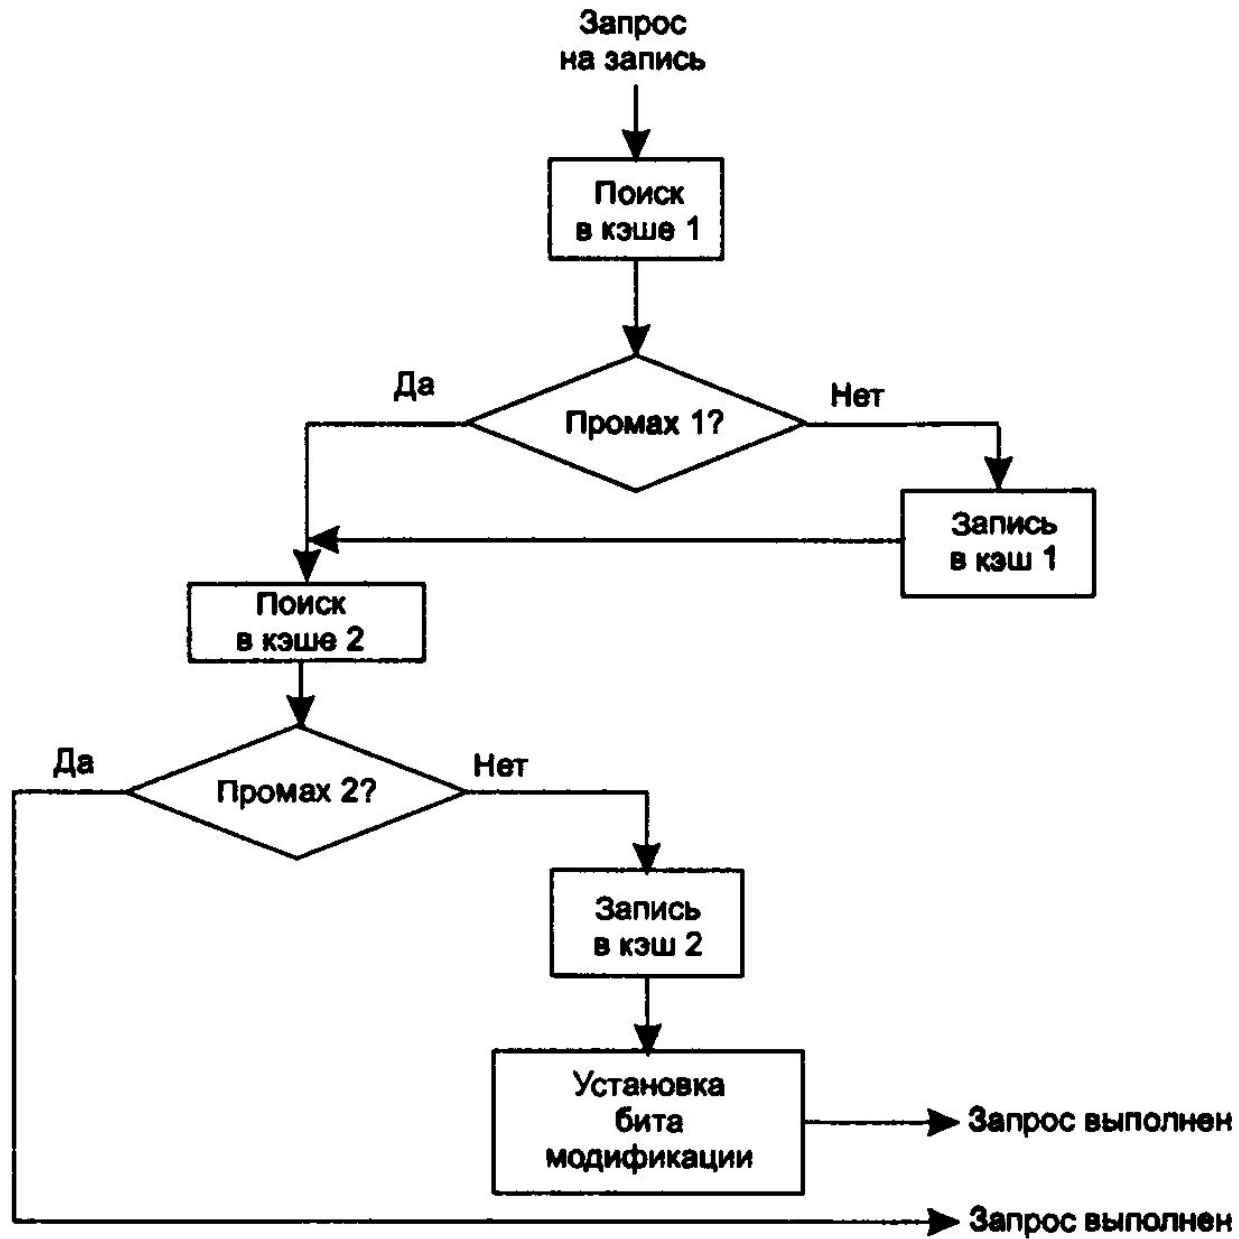 Запрос
на запись
Поиск
в кэше 1
Да
Нет
Промах 1?
Запись
в кэш 1
Поиск
в кэше 2
Да
Нет
Промах 2?
Запись
в кэш 2
Установка
бита
модификации
Запрос выполнен
Запрос выполнен